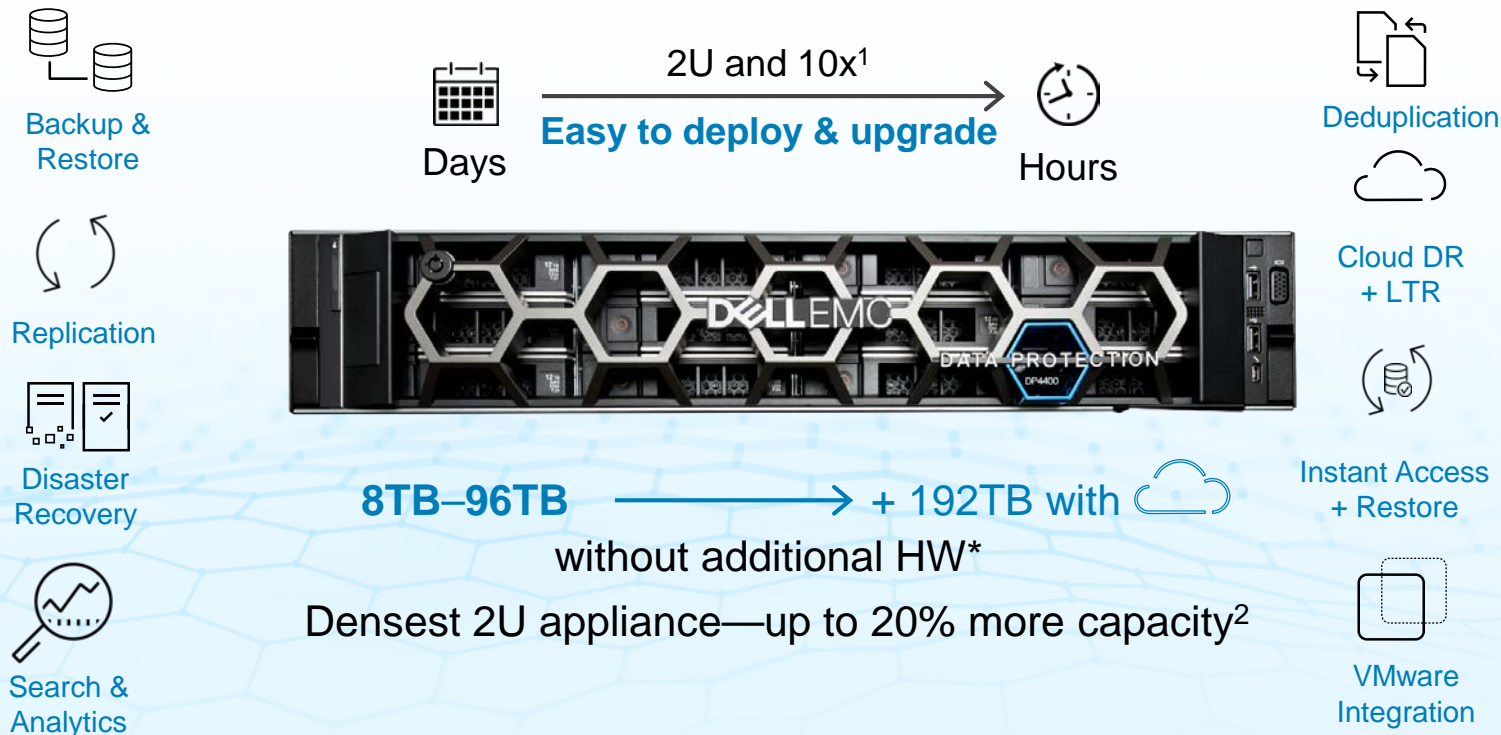 Backup &
Restore
Replication
Disaster
Recovery
Search &
Analytics
2U and 10x¹
Easy to deploy & upgrade
Days
Hours
DELLEMC
DATA PROTECTION
DP4400
8TB–96TB
+ 192TB with
without additional HW*
Densest 2U appliance—up to 20% more capacity²
Deduplication
Cloud DR
+ LTR
Instant Access
+ Restore
VMware
Integration